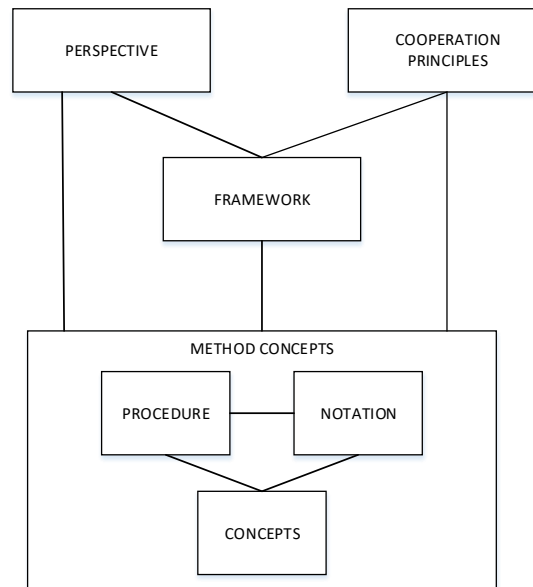 PERSPECTIVE
COOPERATION
PRINCIPLES
FRAMEWORK
METHOD CONCEPTS
PROCEDURE
NOTATION
CONCEPTS